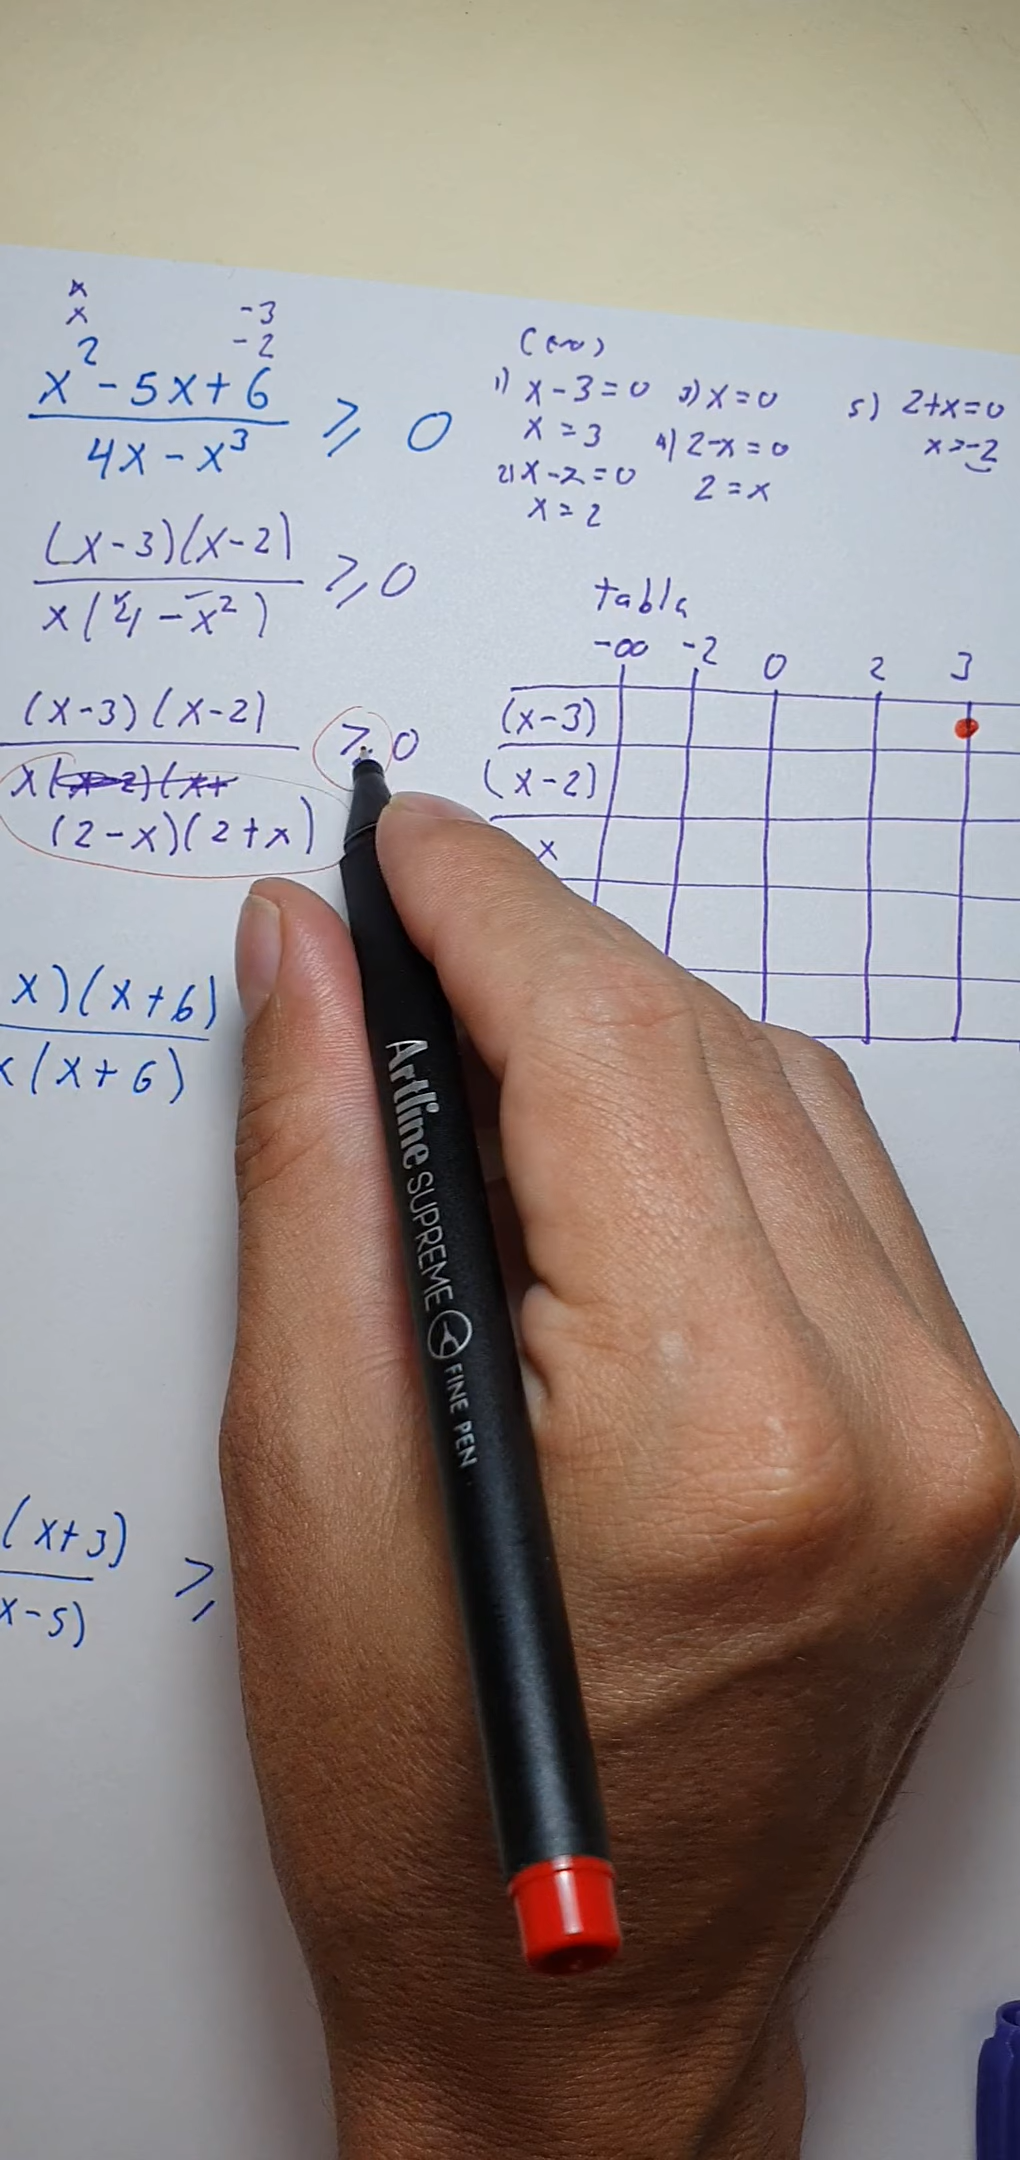 x
x -3
-2
x² - 5x + 6
4x - x³
⩾ 0
(x-3)(x-2)
x(4 - x²)
⩾ 0
(x-3)(x-2)
x
(2-x)(2+x)
⩾ 0
x)(x+6)
x(x+6)
(x+3)
x-5)
⩾
1) x-3=0
x=3
2) x-2=0
x=2
3) x=0
4) 2-x=0
2=x
5) 2+x=0
x=-2
tabla
-∞ -2 0 2 3
(x-3)
(x-2)
x
Artline SUPREME FINE PEN